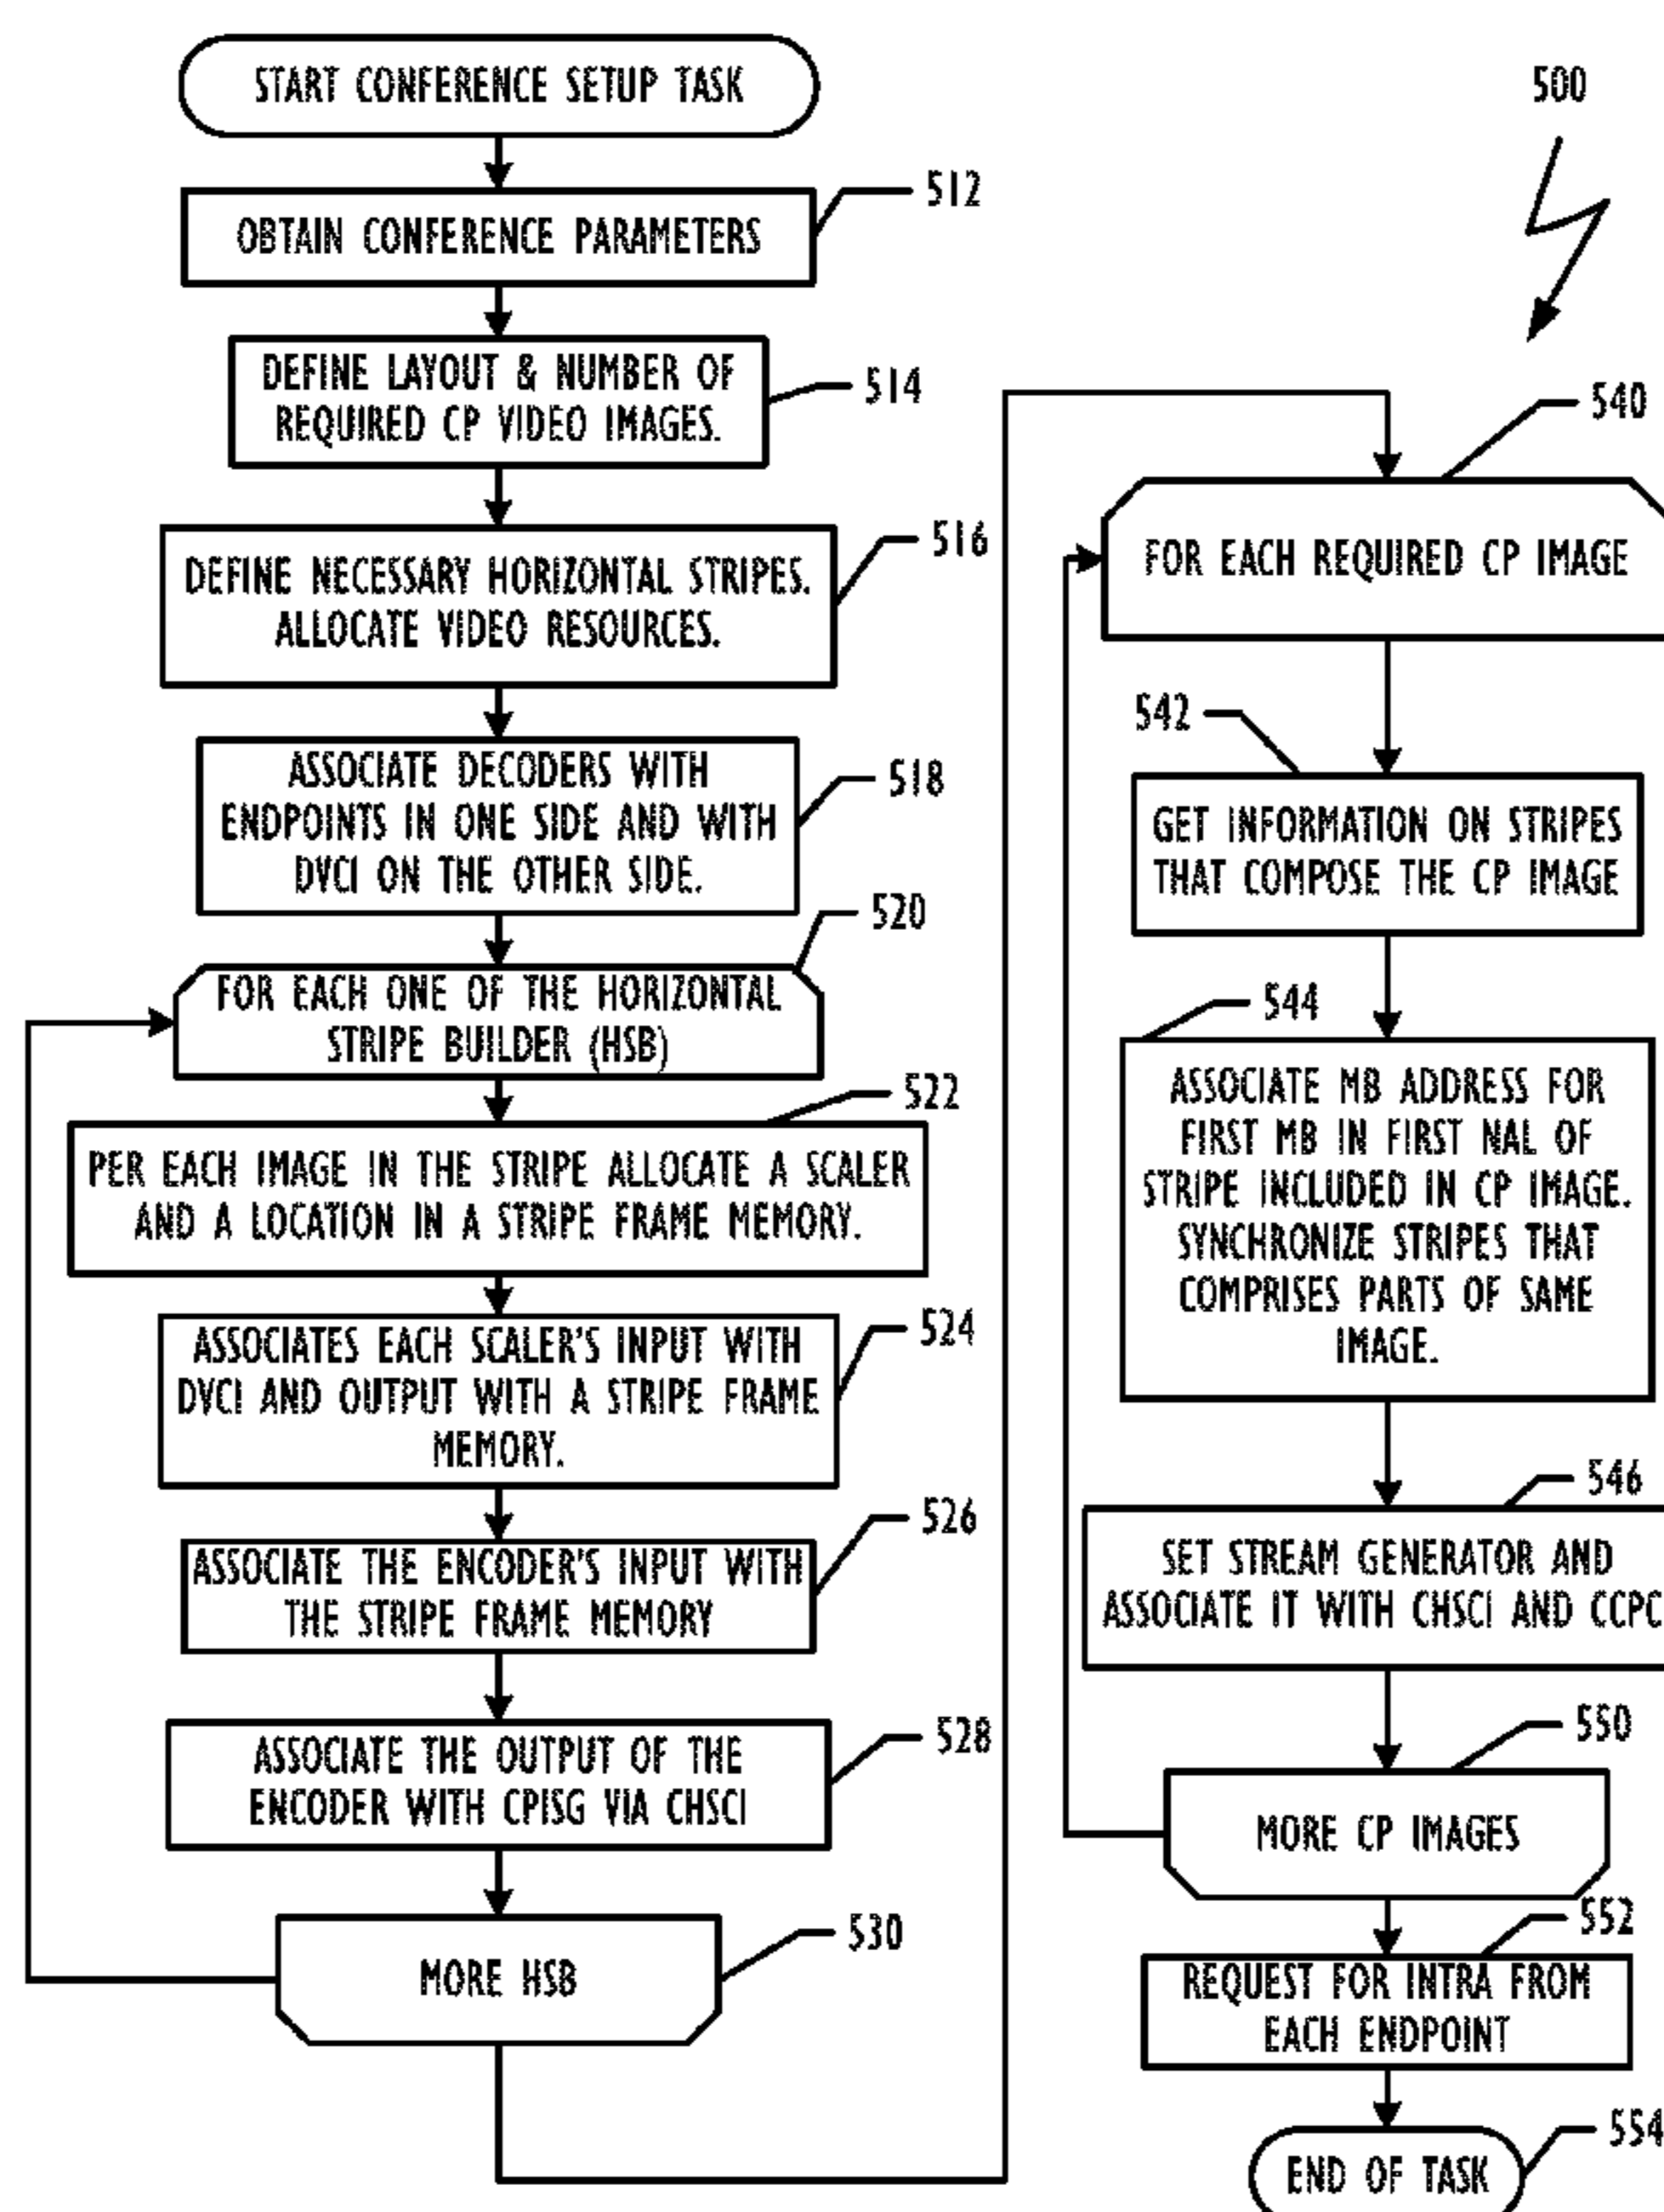 START CONFERENCE SETUP TASK
512
OBTAIN CONFERENCE PARAMETERS
DEFINE LAYOUT & NUMBER OF
REQUIRED CP VIDEO IMAGES.
514
516
DEFINE NECESSARY HORIZONTAL STRIPES.
ALLOCATE VIDEO RESOURCES.
ASSOCIATE DECODERS WITH
ENDPOINTS IN ONE SIDE AND WITH
DVCI ON THE OTHER SIDE.
518
520
FOR EACH ONE OF THE HORIZONTAL
STRIPE BUILDER (HSB)
522
PER EACH IMAGE IN THE STRIPE ALLOCATE A SCALER
AND A LOCATION IN A STRIPE FRAME MEMORY.
524
ASSOCIATES EACH SCALER'S INPUT WITH
DVCI AND OUTPUT WITH A STRIPE FRAME
MEMORY.
526
ASSOCIATE THE ENCODER'S INPUT WITH
THE STRIPE FRAME MEMORY
528
ASSOCIATE THE OUTPUT OF THE
ENCODER WITH CPISG VIA CHSCI
530
MORE HSB
500
540
FOR EACH REQUIRED CP IMAGE
542
GET INFORMATION ON STRIPES
THAT COMPOSE THE CP IMAGE
544
ASSOCIATE MB ADDRESS FOR
FIRST MB IN FIRST NAL OF
STRIPE INCLUDED IN CP IMAGE.
SYNCHRONIZE STRIPES THAT
COMPRISES PARTS OF SAME
IMAGE.
546
SET STREAM GENERATOR AND
ASSOCIATE IT WITH CHSCI AND CCPC
550
MORE CP IMAGES
552
REQUEST FOR INTRA FROM
EACH ENDPOINT
554
END OF TASK